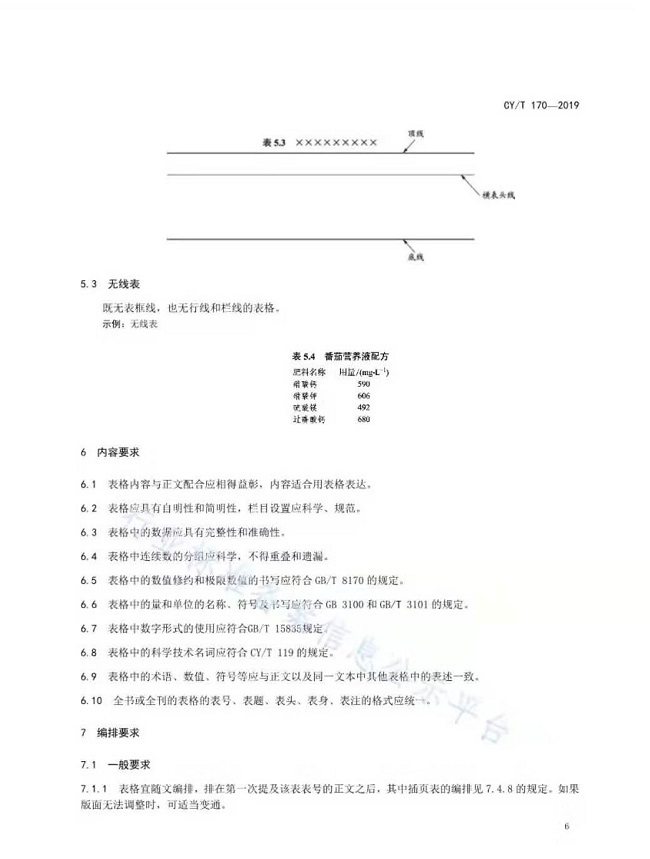 CY/T 170—2019
表 5.3 ×××××××××
顶线
横表头线
底线
5.3 无线表
既无表框线，也无行线和栏线的表格。
示例：无线表
表 5.4 番茄营养液配方
肥料名称 用量/(mg·L⁻¹)
硝酸钙 590
硝酸钾 606
硫酸镁 492
过磷酸钙 680
6 内容要求
6.1 表格内容与正文配合应相得益彰，内容适合用表格表达。
6.2 表格应具有自明性和简明性，栏目设置应科学、规范。
6.3 表格中的数据应具有完整性和准确性。
6.4 表格中连续数的分组应科学，不得重叠和遗漏。
6.5 表格中的数值修约和极限数值的书写应符合 GB/T 8170 的规定。
6.6 表格中的量和单位的名称、符号及书写应符合 GB 3100 和 GB/T 3101 的规定。
6.7 表格中数字形式的使用应符合GB/T 15835规定。
6.8 表格中的科学技术名词应符合 CY/T 119 的规定。
6.9 表格中的术语、数值、符号等应与正文以及同一文本中其他表格中的表述一致。
6.10 全书或全刊的表格的表号、表题、表头、表身、表注的格式应统一。
行业标准备案信息公示平台
7 编排要求
7.1 一般要求
7.1.1 表格宜随文编排，排在第一次提及该表表号的正文之后，其中插页表的编排见 7.4.8 的规定。如果
版面无法调整时，可适当变通。
6